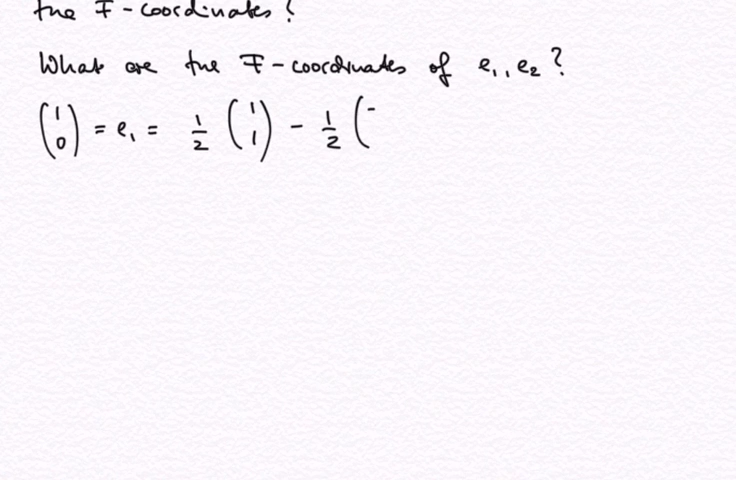 the F - coordinates?
What are the F - coordinates of e₁, e₂ ?
(1 0) = e₁ = 1/2 (1 1) - 1/2 (-